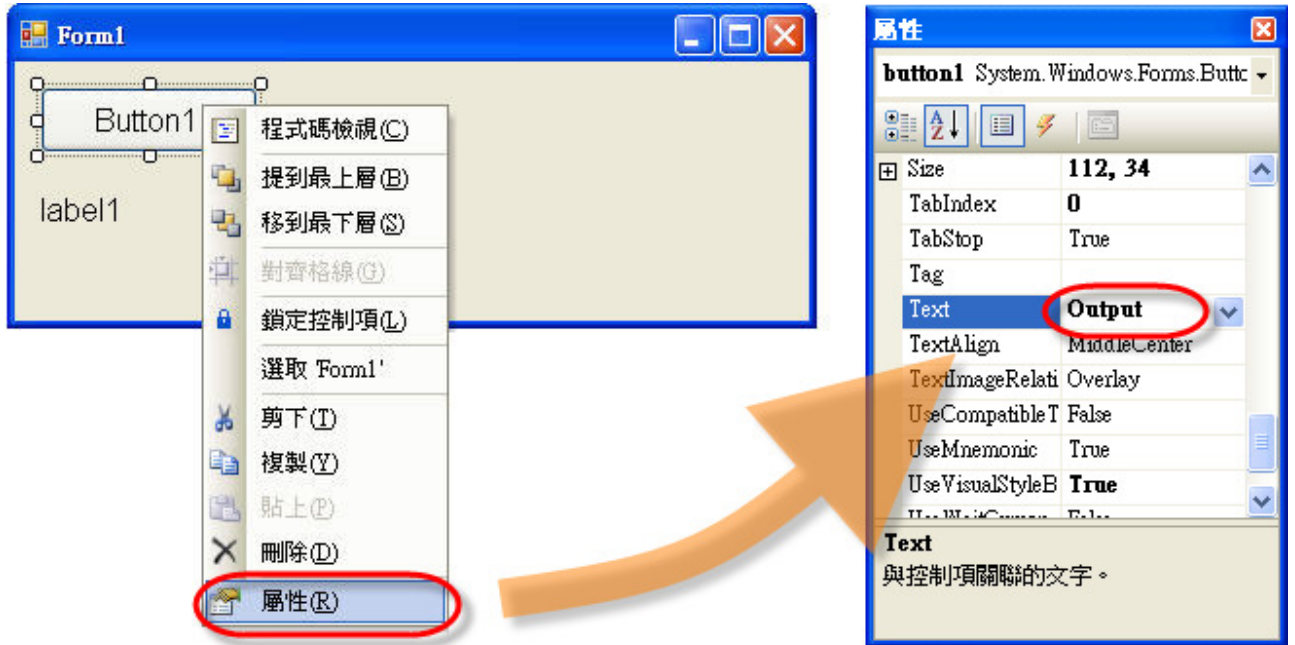 Form1
Button1
label1
程式碼檢視(C)
提到最上層(B)
移到最下層(S)
對齊格線(G)
鎖定控制項(L)
選取 'Form1'
剪下(T)
複製(Y)
貼上(P)
刪除(D)
屬性(R)
屬性
button1 System.Windows.Forms.Butto
Size 112, 34
TabIndex 0
TabStop True
Tag
Text Output
TextAlign MiddleCenter
TextImageRelati Overlay
UseCompatibleT False
UseMnemonic True
UseVisualStyleB True
UseWaitCursor False
Text
與控制項關聯的文字。